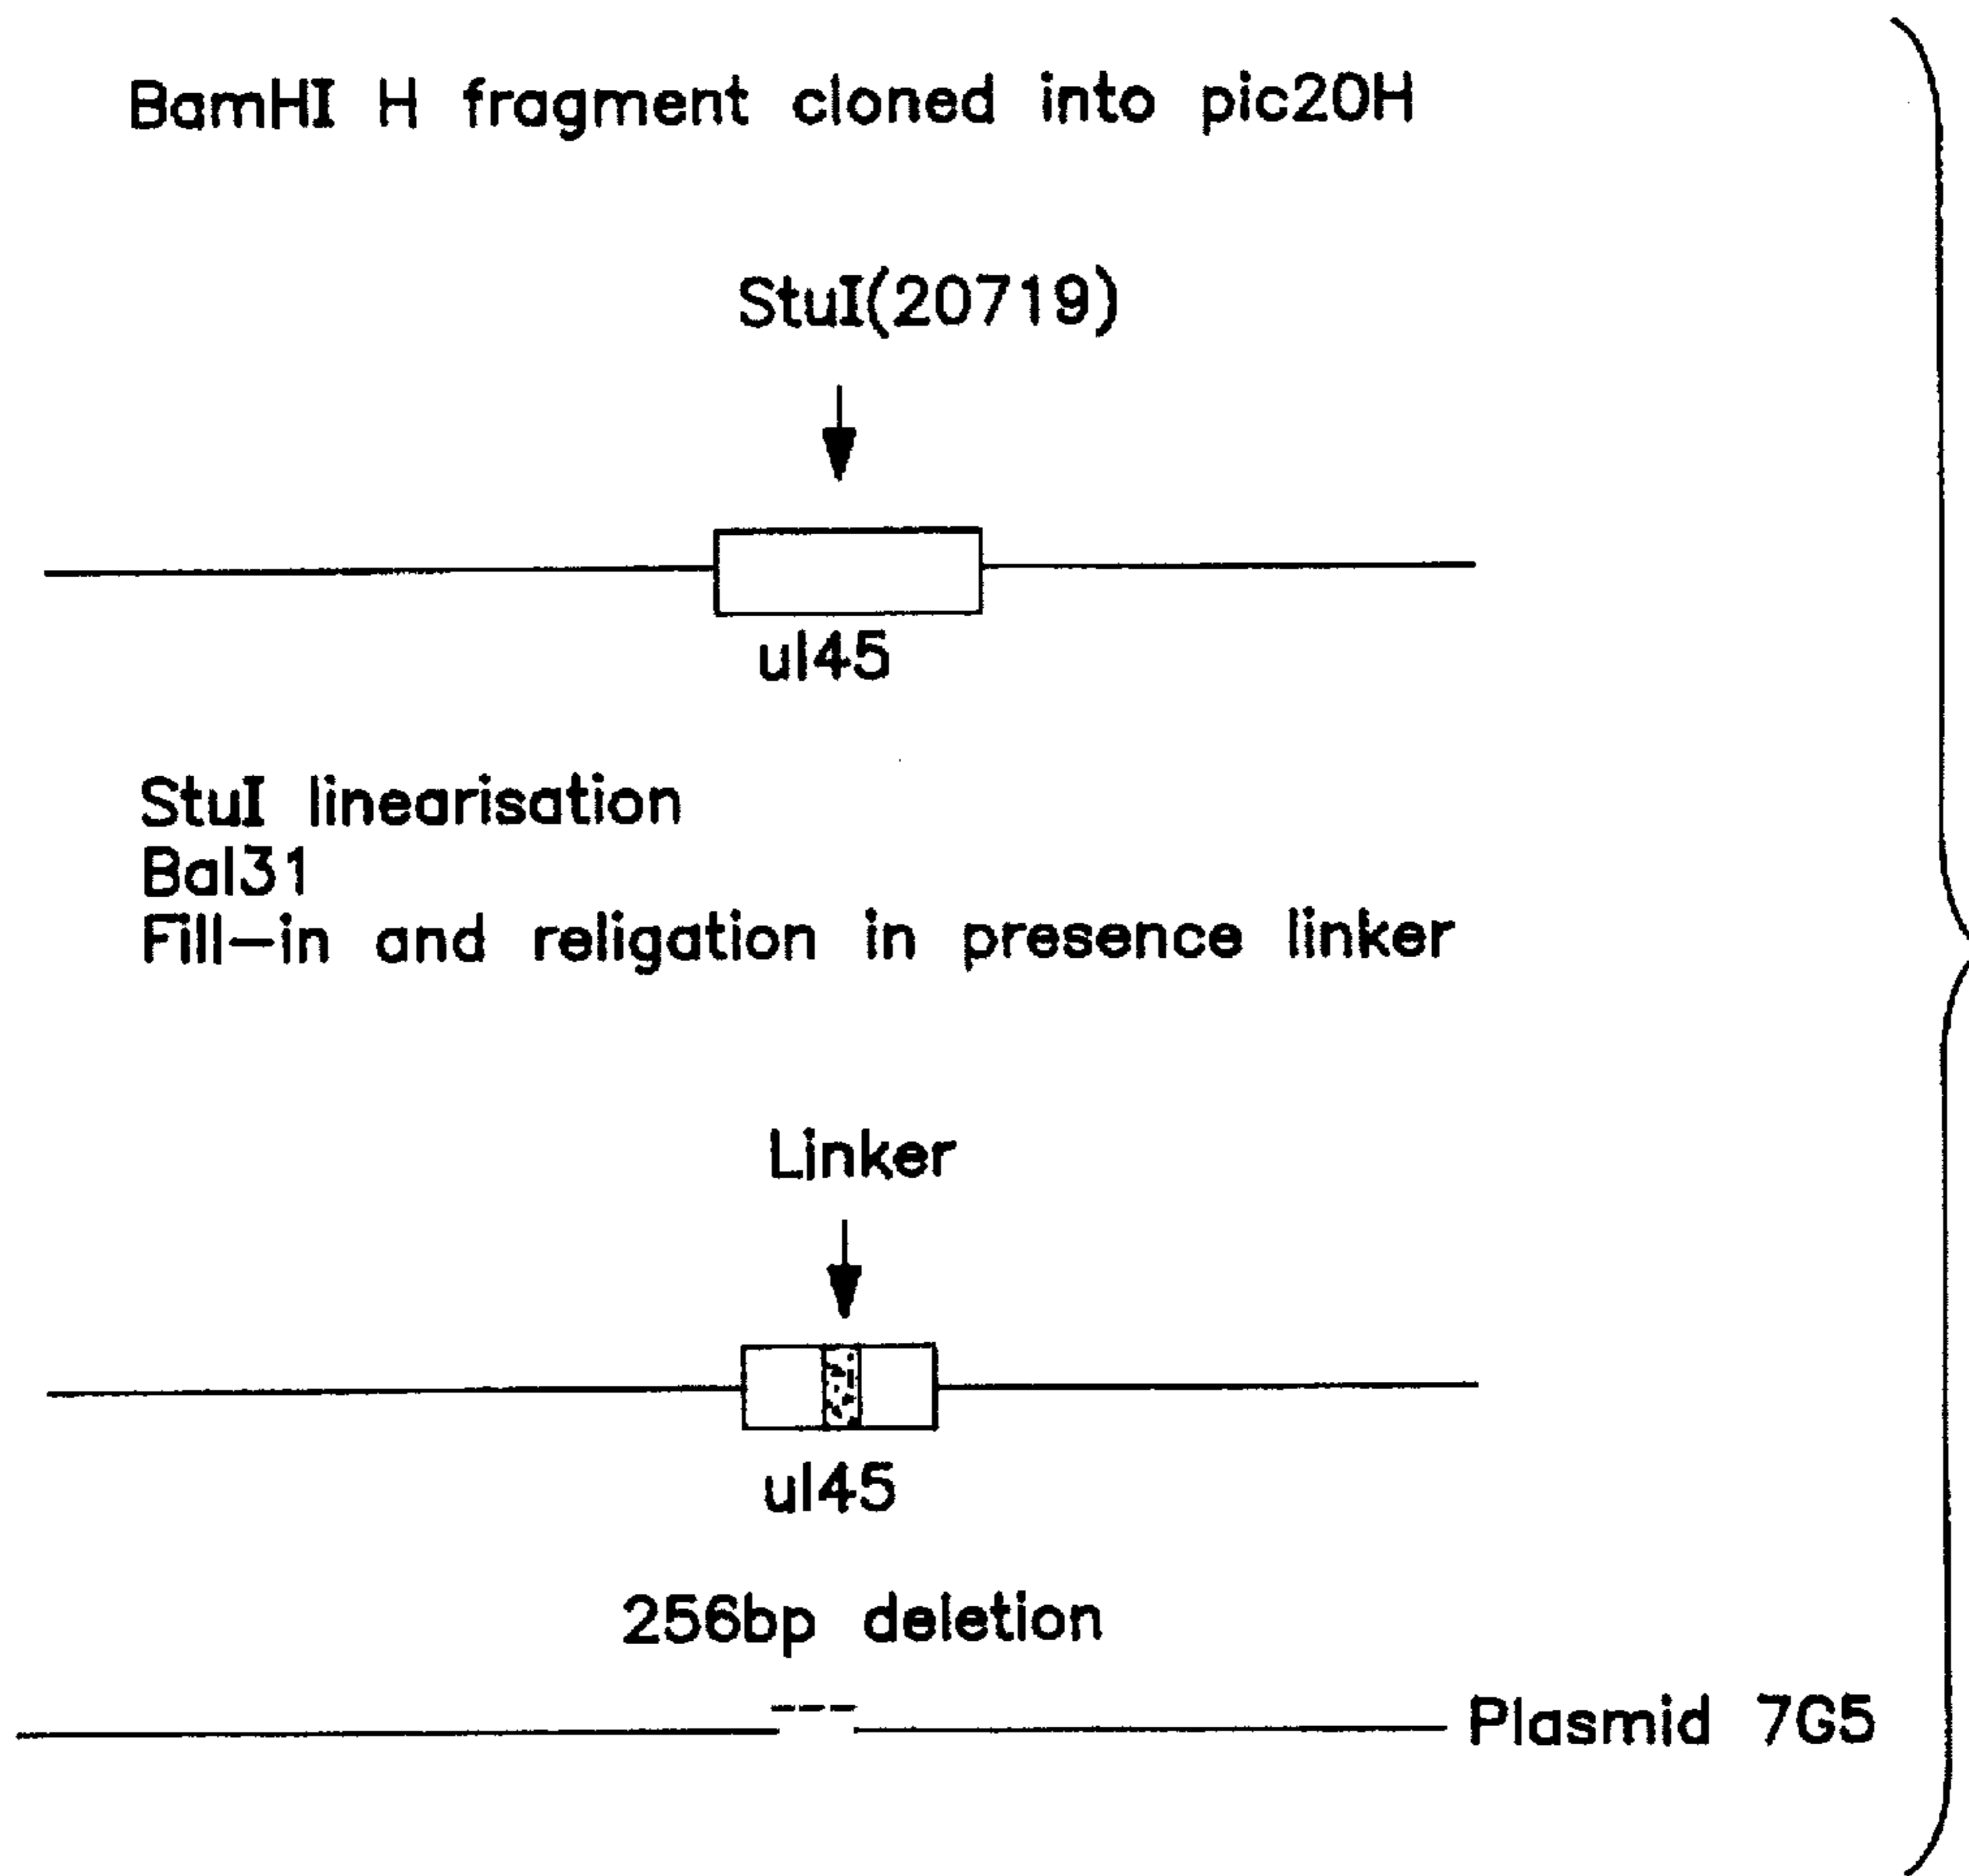 BamHI H fragment cloned into pic20H
StuI(20719)
ul45
StuI linearisation
Bal31
Fill-in and religation in presence linker
Linker
ul45
256bp deletion
Plasmid 7G5